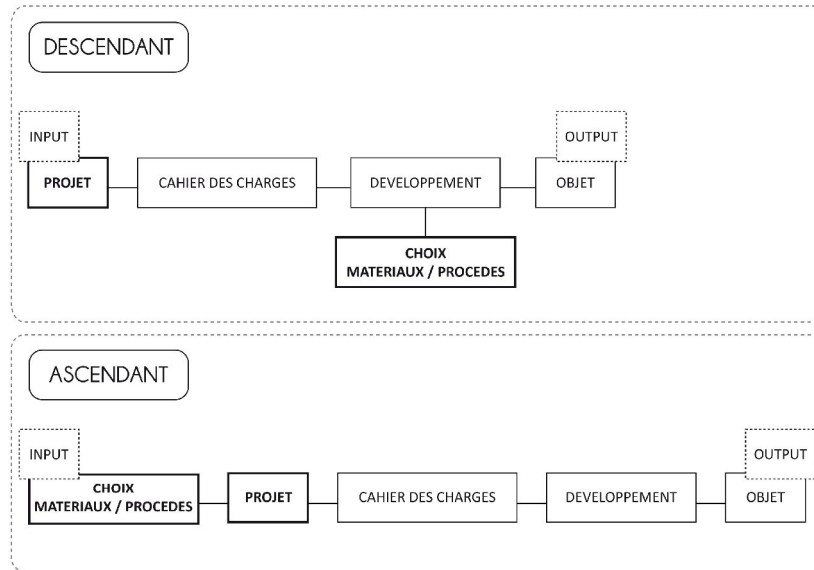 DESCENDANT
INPUT
OUTPUT
PROJET
CAHIER DES CHARGES
DEVELOPPEMENT
OBJET
CHOIX
MATERIAUX / PROCEDES
ASCENDANT
INPUT
OUTPUT
CHOIX
MATERIAUX / PROCEDES
PROJET
CAHIER DES CHARGES
DEVELOPPEMENT
OBJET